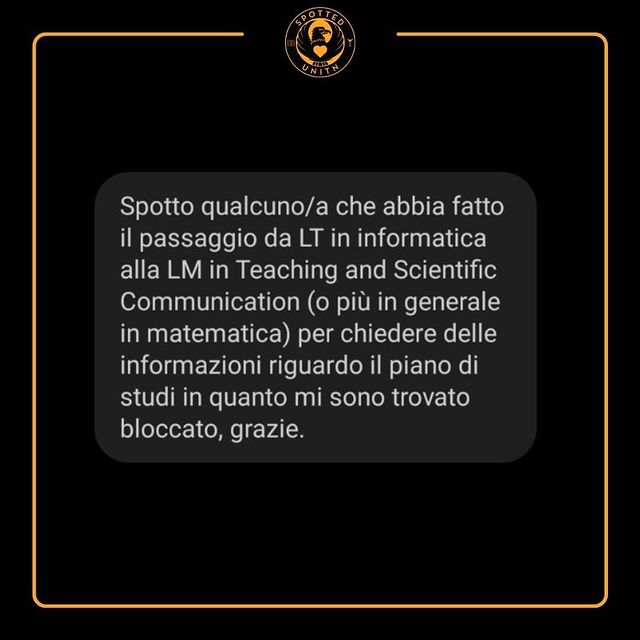 SPOTTED
UNITN
Spotto qualcuno/a che abbia fatto
il passaggio da LT in informatica
alla LM in Teaching and Scientific
Communication (o più in generale
in matematica) per chiedere delle
informazioni riguardo il piano di
studi in quanto mi sono trovato
bloccato, grazie.